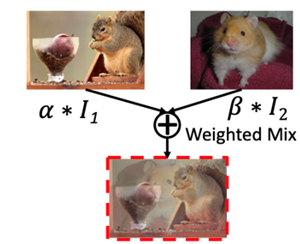 α * I₁
β * I₂
Weighted Mix